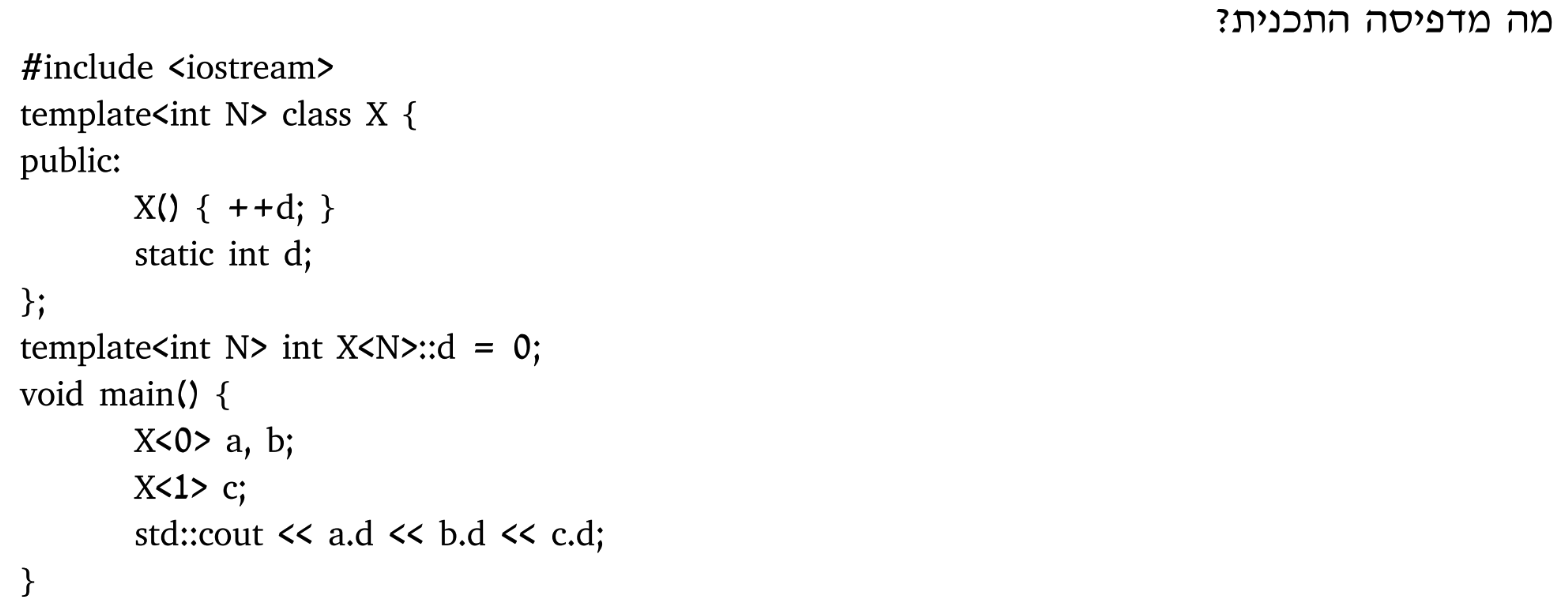 מה מדפיסה התכנית?
#include <iostream>
template<int N> class X {
public:
X() { ++d; }
static int d;
};
template<int N> int X<N>::d = 0;
void main() {
X<0> a, b;
X<1> c;
std::cout << a.d << b.d << c.d;
}